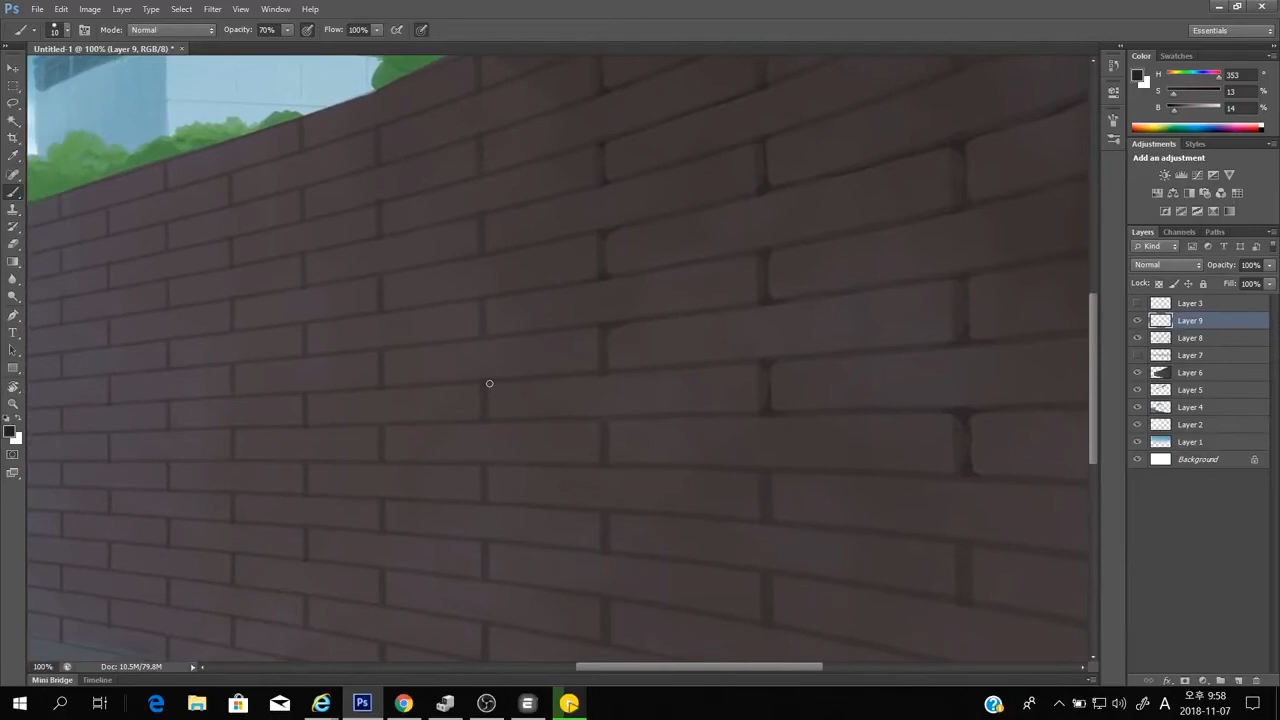 Ps File Edit Image Layer Type Select Filter View Window Help
10 Mode: Normal Opacity: 70% Flow: 100% Essentials
Untitled-1 @ 100% (Layer 9, RGB/8) * ×
Color Swatches
H 353
S 13 %
B 14 %
Adjustments Styles
Add an adjustment
Layers Channels Paths
Kind
Normal Opacity: 100%
Lock: Fill: 100%
Layer 3
Layer 9
Layer 8
Layer 7
Layer 6
Layer 5
Layer 4
Layer 2
Layer 1
Background
100% Doc: 10.5M/79.8M
Mini Bridge Timeline
Ps A 오후 9:58
2018-11-07